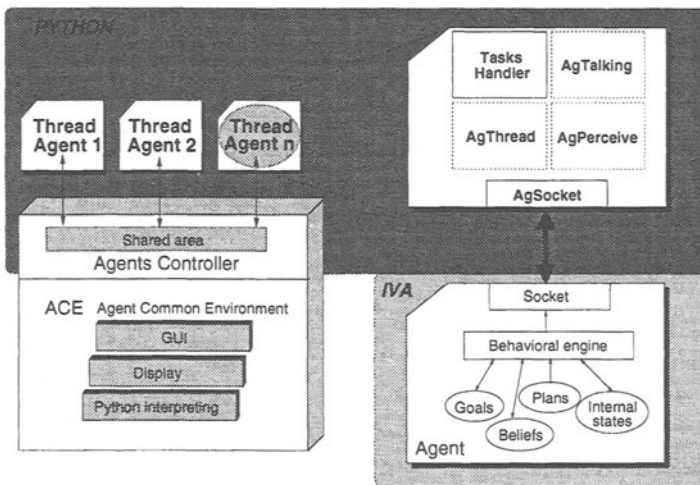 PYTHON
Tasks
Handler
AgTalking
AgThread
AgPerceive
AgSocket
Thread
Agent 1
Thread
Agent 2
Thread
Agent n
Shared area
Agents Controller
ACE Agent Common Environment
GUI
Display
Python interpreting
IVA
Socket
Behavioral engine
Goals
Beliefs
Plans
Internal
states
Agent